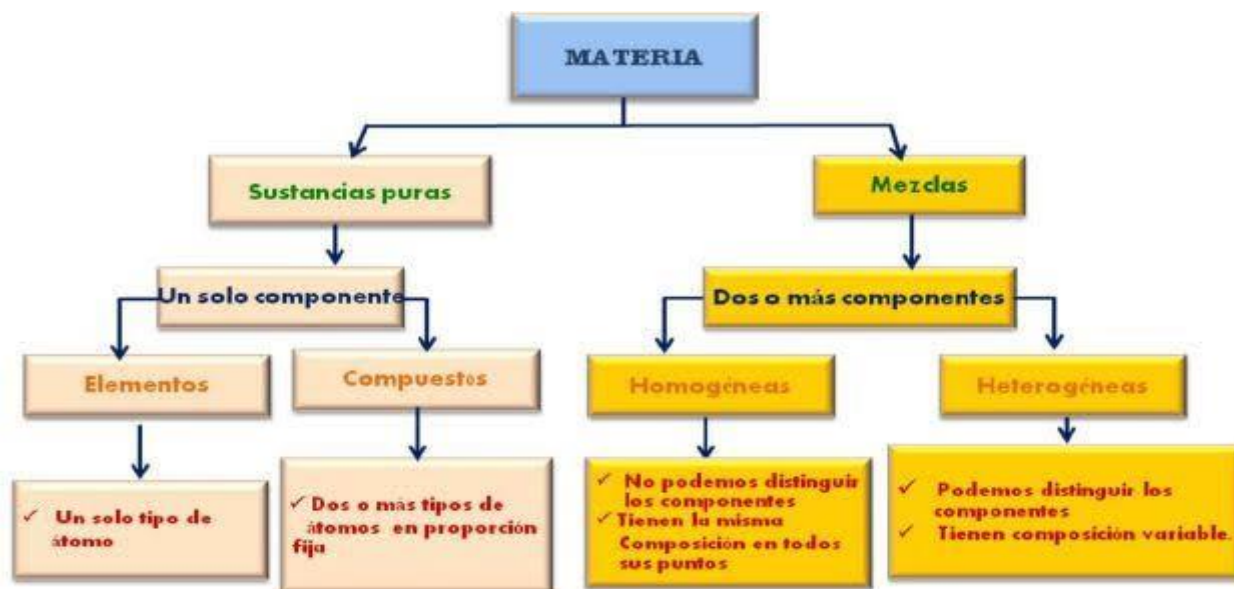 MATERIA
Sustancias puras
Mezclas
Un solo componente
Dos o más componentes
Elementos
Compuestos
Homogéneas
Heterogéneas
✓ Un solo tipo de
átomo
✓ Dos o más tipos de
átomos en proporción
fija
✓ No podemos distinguir
los componentes
✓ Tienen la misma
Composición en todos
sus puntos
✓ Podemos distinguir los
componentes
✓ Tienen composición variable.